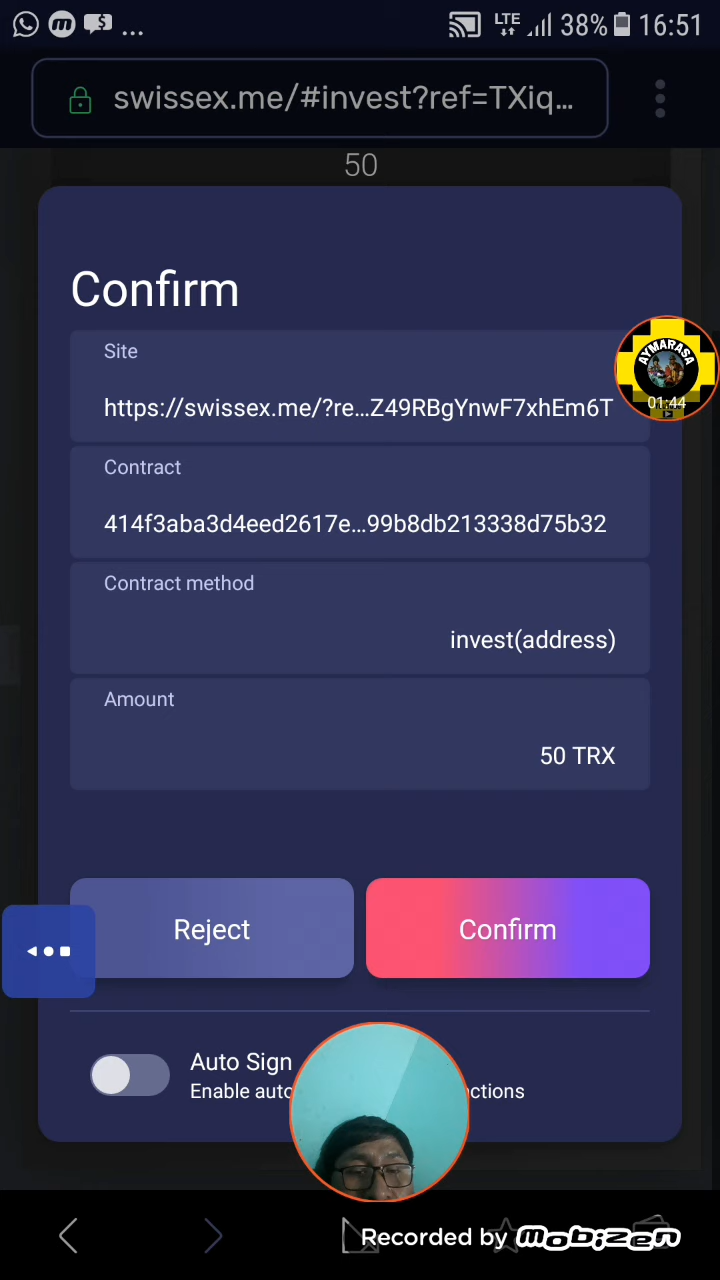 LTE 38% 16:51
swissex.me/#invest?ref=TXiq...
50
Confirm
Site
https://swissex.me/?re...Z49RBgYnwF7xhEm6T
AYMARASA
01:44
Contract
414f3aba3d4eed2617e...99b8db213338d75b32
Contract method
invest(address)
Amount
50 TRX
Reject
Confirm
Auto Sign
Enable auto
ctions
Recorded by mobizen